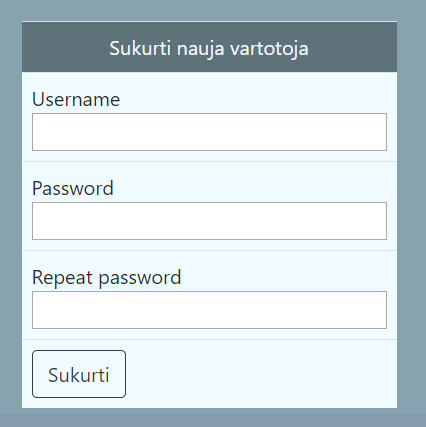 Sukurti nauja vartotoja
Username
Password
Repeat password
Sukurti